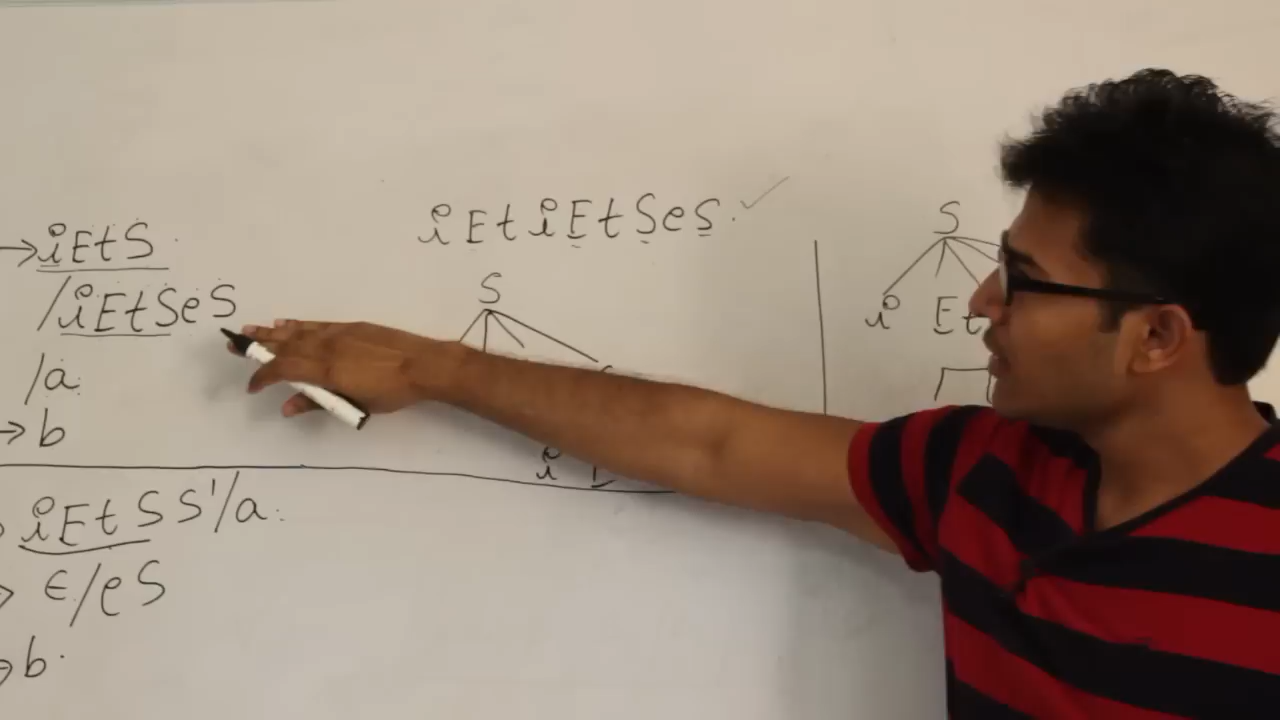 →iEtS
/iEtSeS
/a
→ b
iEtSS'/a
ϵ/eS
→b
iEtiEtSeS ✓
S
i
S
i Et